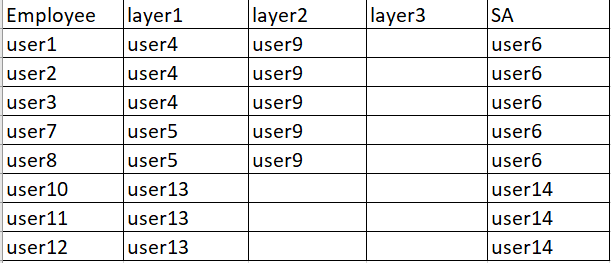 Employee layer1 layer2 layer3 SA
user1 user4 user9 user6
user2 user4 user9 user6
user3 user4 user9 user6
user7 user5 user9 user6
user8 user5 user9 user6
user10 user13 user14
user11 user13 user14
user12 user13 user14